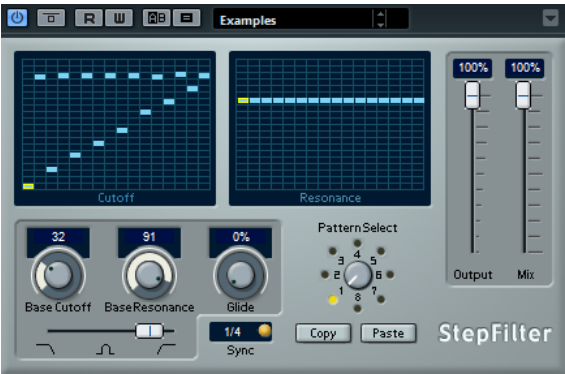 R W AB Examples
100% 100%
Cutoff Resonance
32 91 0%
Base Cutoff Base Resonance Glide
Pattern Select
1 2 3 4 5 6 7 8
Output Mix
1/4
Sync
Copy Paste
StepFilter